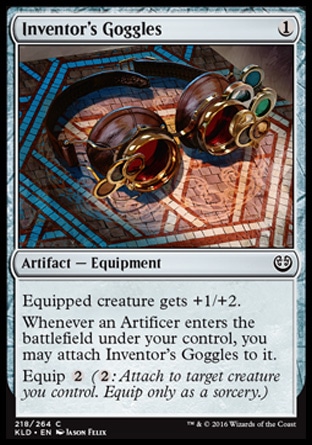 Inventor's Goggles 1
Artifact — Equipment
Equipped creature gets +1/+2.
Whenever an Artificer enters the
battlefield under your control, you
may attach Inventor's Goggles to it.
Equip 2 (2: Attach to target creature
you control. Equip only as a sorcery.)
218/264 C
KLD • EN Jason Felix
™ & © 2016 Wizards of the Coast